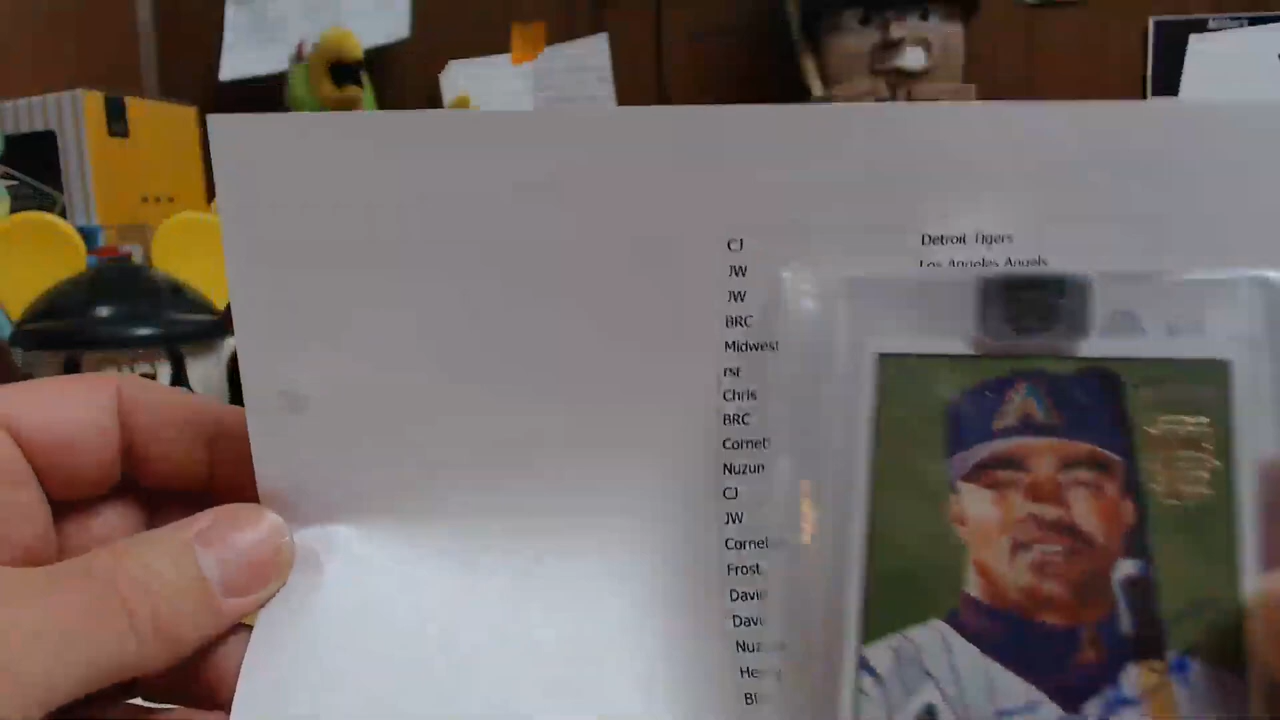 CJ Detroit Tigers
JW Los Angeles Angels
JW
BRC
Midwest
rst
Chris
BRC
Cornet
Nuzun
CJ
JW
Cornel
Frost
Davi
Davi
Nuz
He
Bl